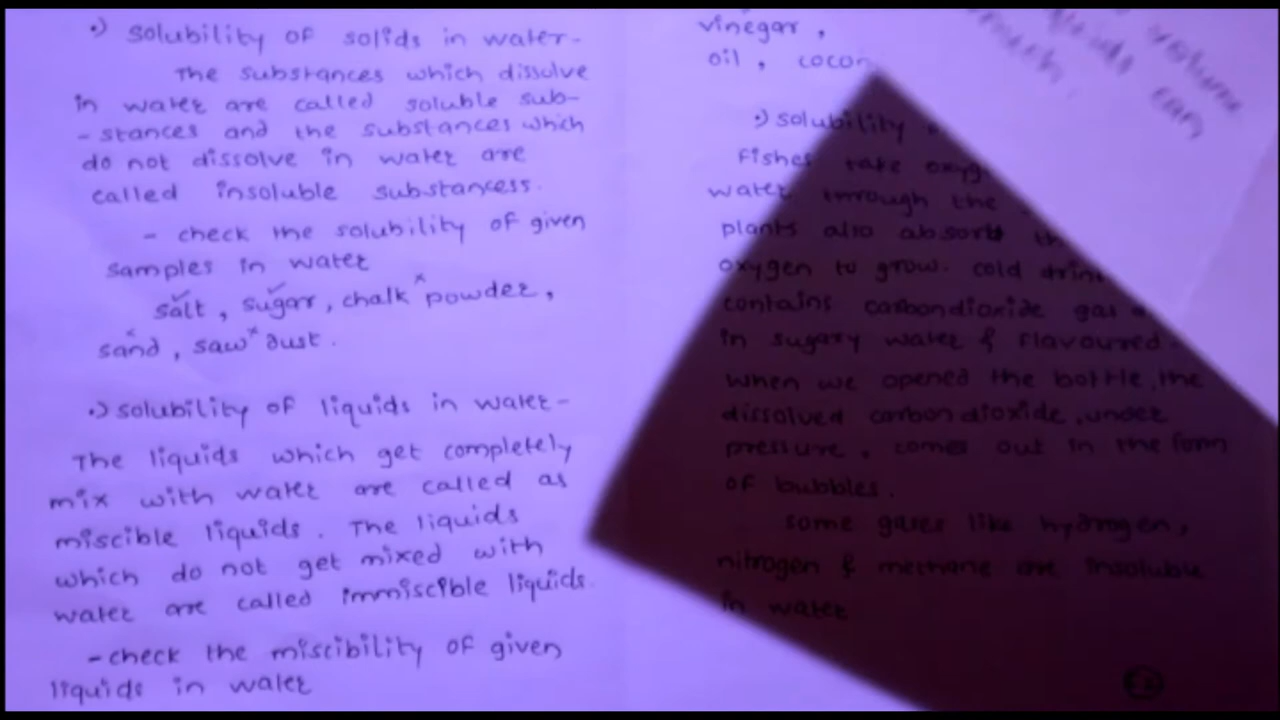 •) solubility of solids in water-
The substances which dissolve
in water are called soluble sub-
- stances and the substances which
do not dissolve in water are
called insoluble substancess.
- check the solubility of given
samples in water
salt , sugar , chalk powder ,
sand , saw dust .
•) solubility of liquids in water-
The liquids which get completely
mix with water are called as
miscible liquids . The liquids
which do not get mixed with
water are called immiscible liquids.
- check the miscibility of given
liquids in water
vinegar ,
oil ,
•) solubility
Fishes take
water through the
plants also absorb
oxygen to grow. cold
contains carbondioxide gas
in sugary water & flavoured
when we opened the bottle, the
dissolved carbondioxide, under
pressure , comes out in the form
of bubbles.
some gases like hydrogen,
nitrogen & methane are insoluble
in water
volume
can